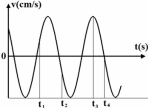 v(cm/s)
t(s)
0
t₁ t₂ t₃ t₄